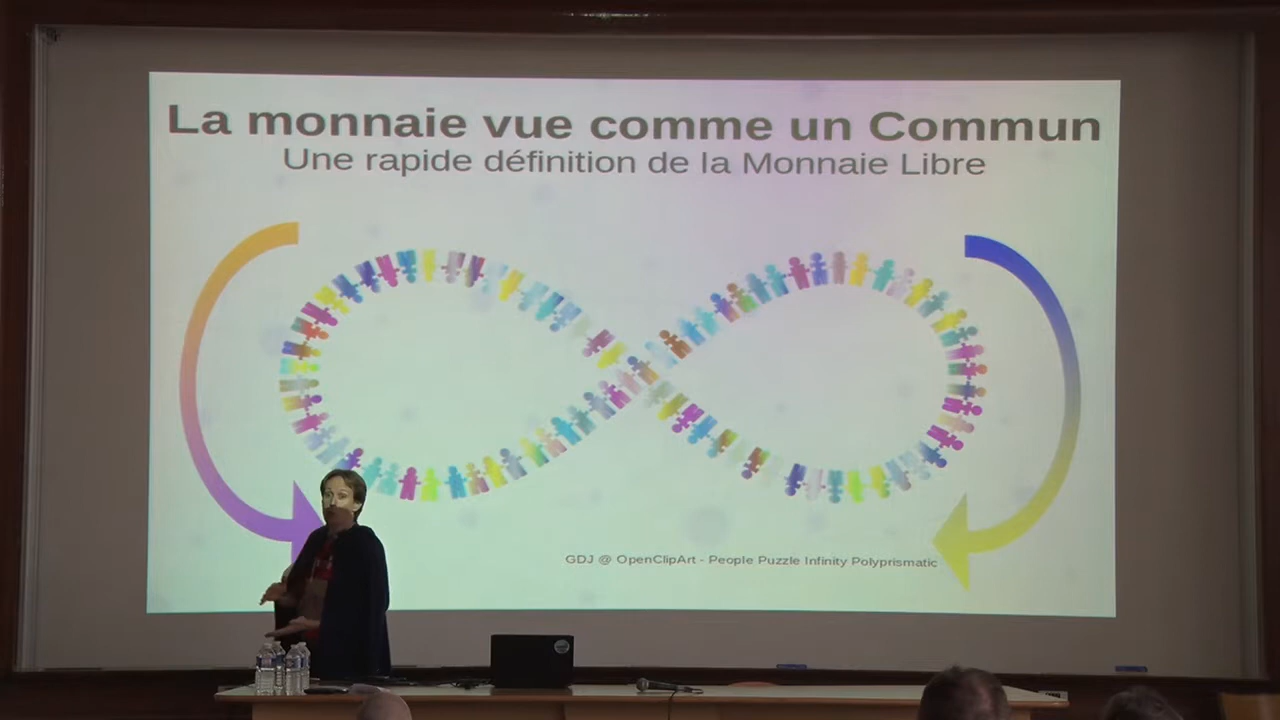 La monnaie vue comme un Commun
Une rapide définition de la Monnaie Libre
GDJ @ OpenClipArt - People Puzzle Infinity Polyprismatic